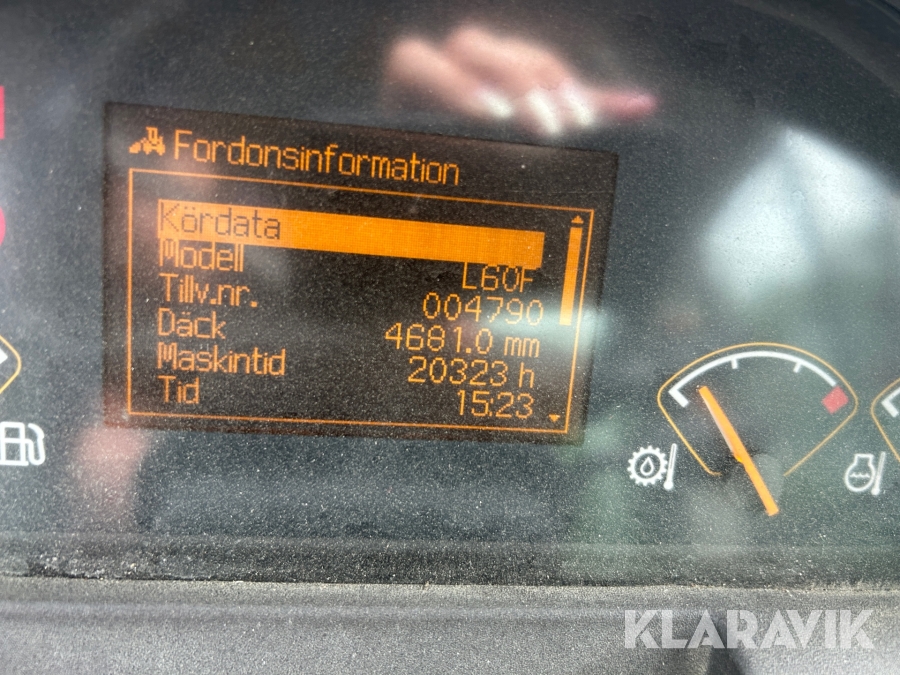 Fordonsinformation
Kördata
Modell L60F
Tillv.nr. 004790
Däck 4681.0 mm
Maskintid 20323 h
Tid 15:23
KLARAVIK